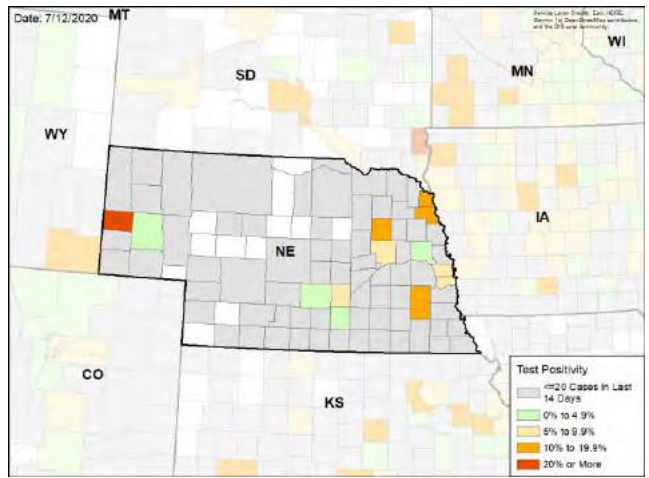 Date: 7/12/2020
MT
WI
SD
MN
WY
IA
NE
CO
KS
Test Positivity
<=20 Cases in Last
14 Days
0% to 4.9%
5% to 9.9%
10% to 19.9%
20% or More